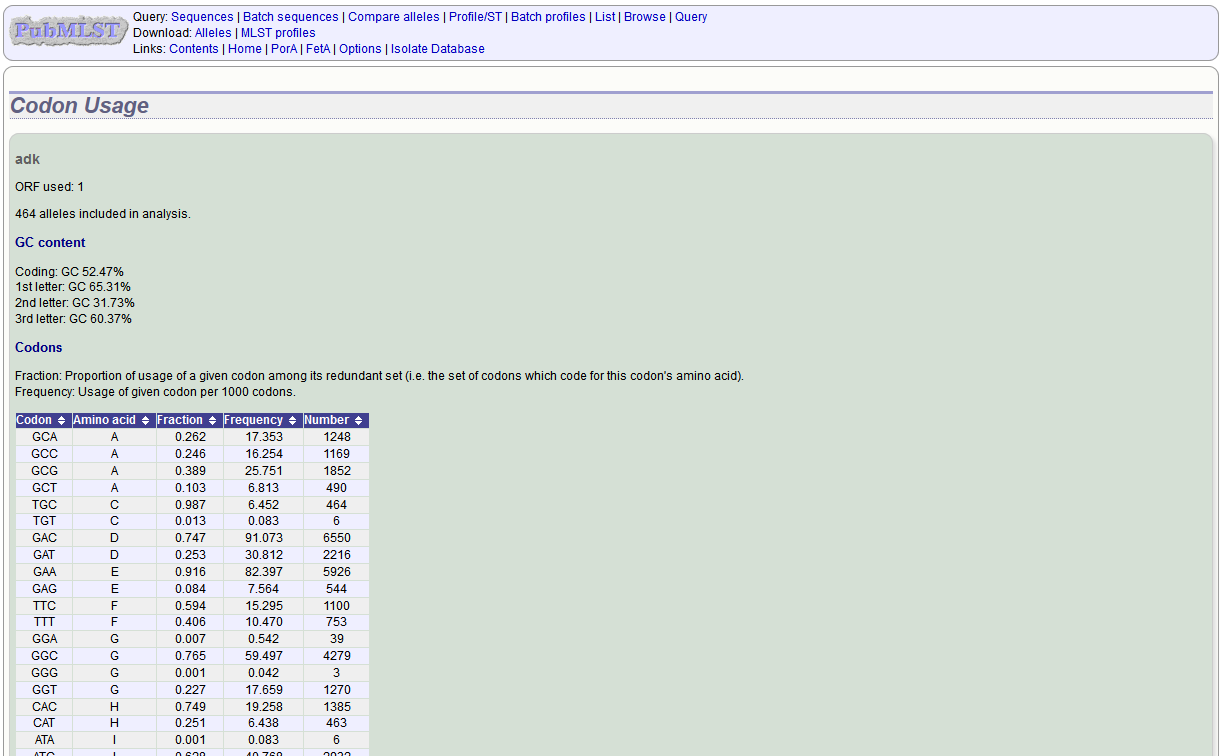 PubMLST
Query: Sequences | Batch sequences | Compare alleles | Profile/ST | Batch profiles | List | Browse | Query
Download: Alleles | MLST profiles
Links: Contents | Home | PorA | FetA | Options | Isolate Database
Codon Usage
adk
ORF used: 1
464 alleles included in analysis.
GC content
Coding: GC 52.47%
1st letter: GC 65.31%
2nd letter: GC 31.73%
3rd letter: GC 60.37%
Codons
Fraction: Proportion of usage of a given codon among its redundant set (i.e. the set of codons which code for this codon's amino acid).
Frequency: Usage of given codon per 1000 codons.
Codon Amino acid Fraction Frequency Number
GCA A 0.262 17.353 1248
GCC A 0.246 16.254 1169
GCG A 0.389 25.751 1852
GCT A 0.103 6.813 490
TGC C 0.987 6.452 464
TGT C 0.013 0.083 6
GAC D 0.747 91.073 6550
GAT D 0.253 30.812 2216
GAA E 0.916 82.397 5926
GAG E 0.084 7.564 544
TTC F 0.594 15.295 1100
TTT F 0.406 10.470 753
GGA G 0.007 0.542 39
GGC G 0.765 59.497 4279
GGG G 0.001 0.042 3
GGT G 0.227 17.659 1270
CAC H 0.749 19.258 1385
CAT H 0.251 6.438 463
ATA I 0.001 0.083 6